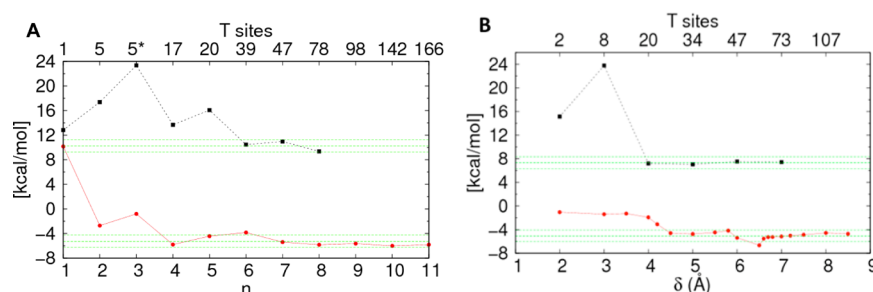 A
T sites
1 5 5* 17 20 39 47 78 98 142 166
24
20
16
12
8
4
0
−4
−8
[kcal/mol]
1 2 3 4 5 6 7 8 9 10 11
n
B
T sites
2 8 20 34 47 73 107
24
20
16
12
8
4
0
−4
−8
[kcal/mol]
1 2 3 4 5 6 7 8 9
δ (Å)